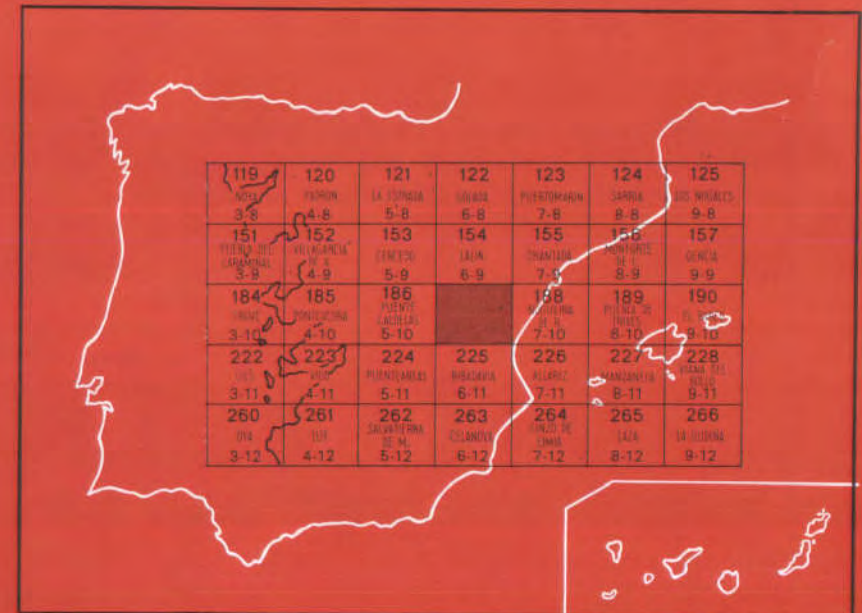 119 120 121 122 123 124 125
NOYA PADRON LA ESTRADA GOLADA PUERTOMARIN SARRIA LOS NOGALES
3-8 4-8 5-8 6-8 7-8 8-8 9-8
151 152 153 154 155 156 157
PUEBLA DEL CARAMIÑAL VILLAGARCIA DE A. CERCEDO LALIN CHANTADA MONFORTE DE L. OENCIA
3-9 4-9 5-9 6-9 7-9 8-9 9-9
184 185 186 188 189 190
GROVE PONTEVEDRA PUENTE CALDELAS PUEBLA DE TRIVES
3-10 4-10 5-10 7-10 8-10 9-10
222 223 224 225 226 227 228
VIGO PUENTEAREAS RIBADAVIA ALLARIZ MANZANEDA VIANA DEL BOLLO
3-11 4-11 5-11 6-11 7-11 8-11 9-11
260 261 262 263 264 265 266
OYA TUY SALVATIERRA DE M. CELANOVA GINZO DE LIMIA LAZA LA GUDIÑA
3-12 4-12 5-12 6-12 7-12 8-12 9-12